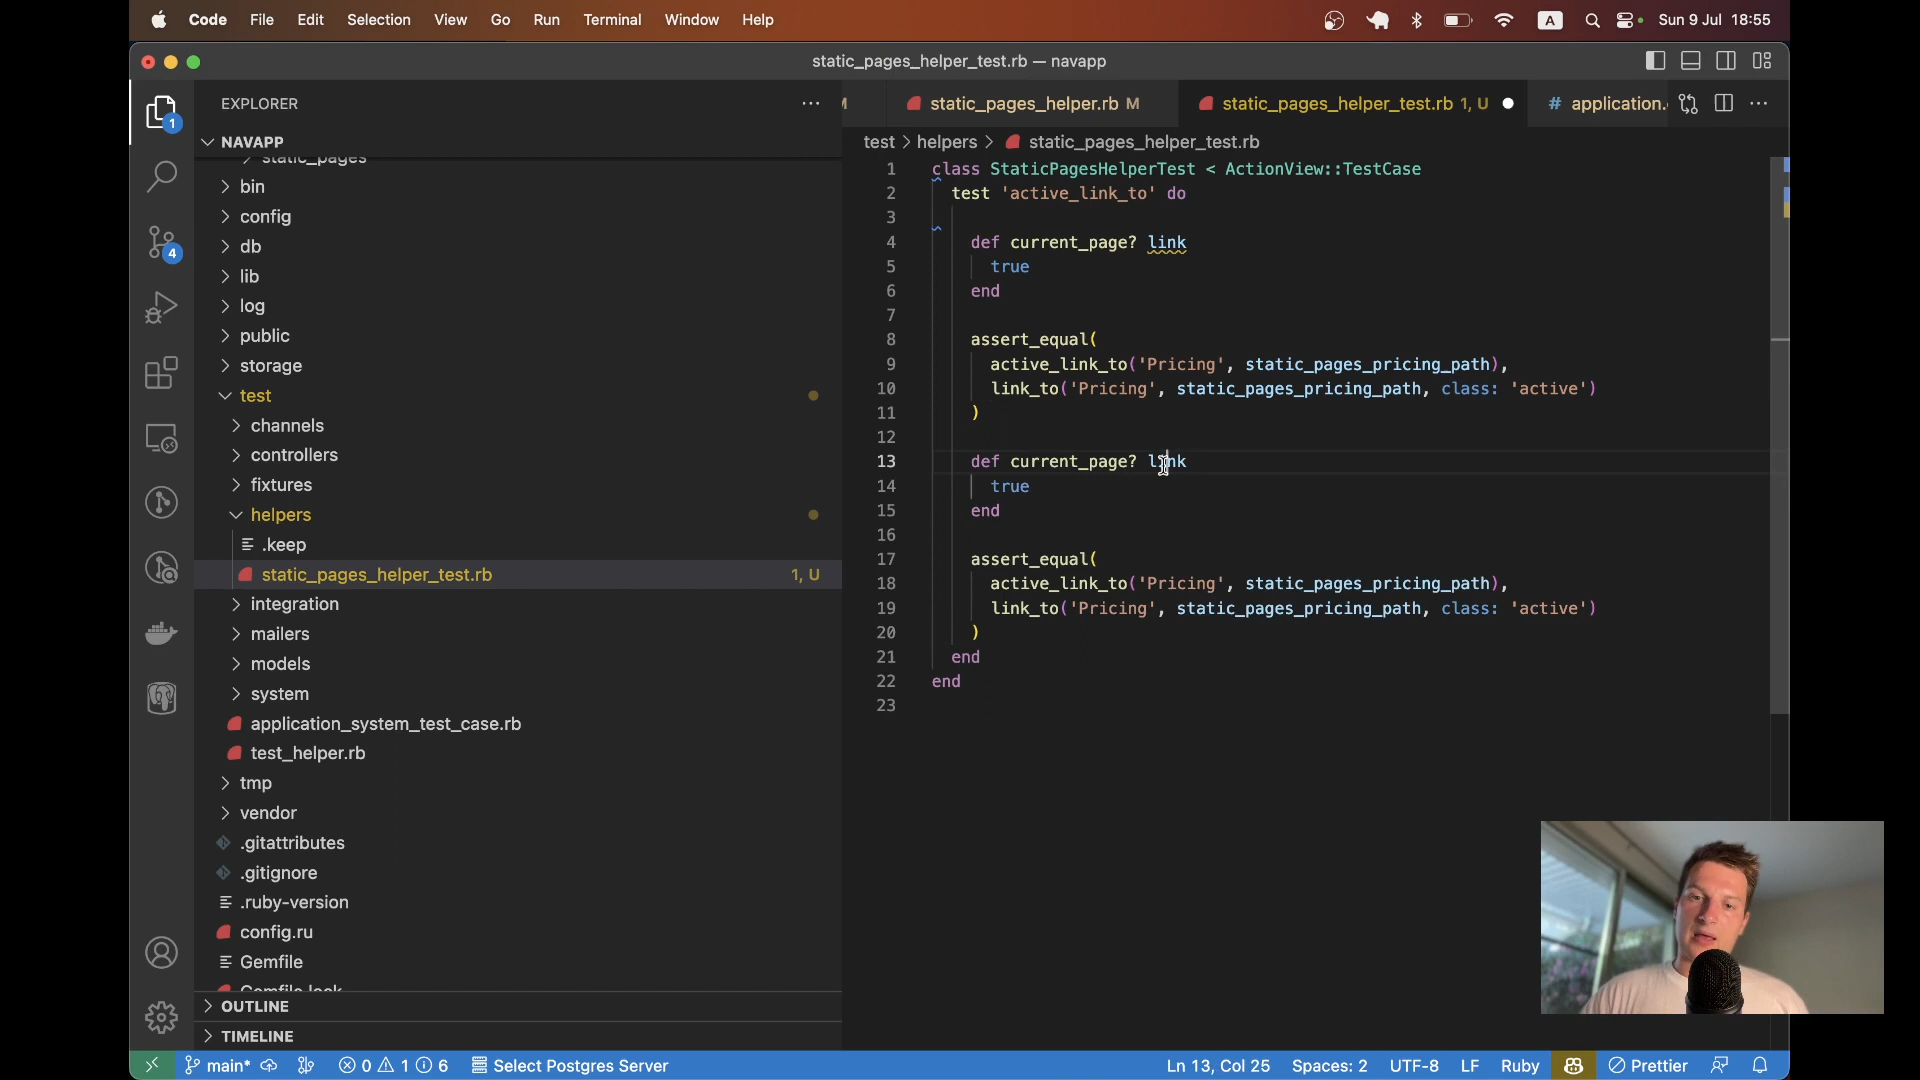 Code File Edit Selection View Go Run Terminal Window Help A Sun 9 Jul 18:55
static_pages_helper_test.rb — navapp
EXPLORER
NAVAPP
static_pages
bin
config
db
lib
log
public
storage
test
channels
controllers
fixtures
helpers
.keep
static_pages_helper_test.rb 1, U
integration
mailers
models
system
application_system_test_case.rb
test_helper.rb
tmp
vendor
.gitattributes
.gitignore
.ruby-version
config.ru
Gemfile
Gemfile.lock
OUTLINE
TIMELINE
1
4
M static_pages_helper.rb M static_pages_helper_test.rb 1, U # application.
test > helpers > static_pages_helper_test.rb
1 class StaticPagesHelperTest < ActionView::TestCase
2 test 'active_link_to' do
3
4 def current_page? link
5 true
6 end
7
8 assert_equal(
9 active_link_to('Pricing', static_pages_pricing_path),
10 link_to('Pricing', static_pages_pricing_path, class: 'active')
11 )
12
13 def current_page? link
14 true
15 end
16
17 assert_equal(
18 active_link_to('Pricing', static_pages_pricing_path),
19 link_to('Pricing', static_pages_pricing_path, class: 'active')
20 )
21 end
22 end
23
main* 0 1 6 Select Postgres Server Ln 13, Col 25 Spaces: 2 UTF-8 LF Ruby Prettier